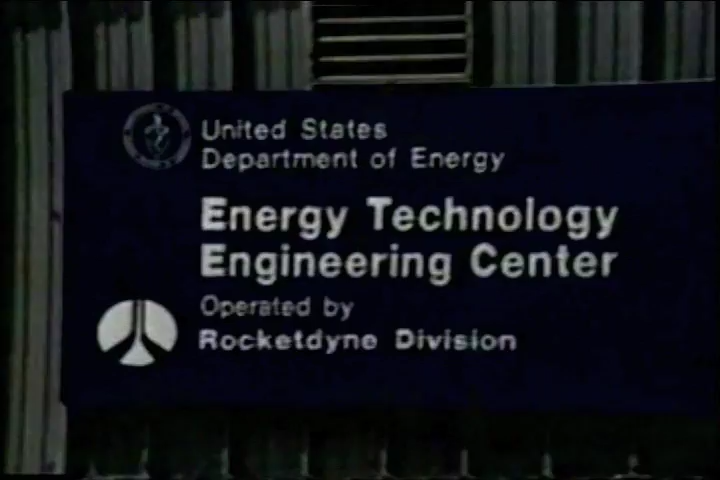 United States
Department of Energy
Energy Technology
Engineering Center
Operated by
Rocketdyne Division